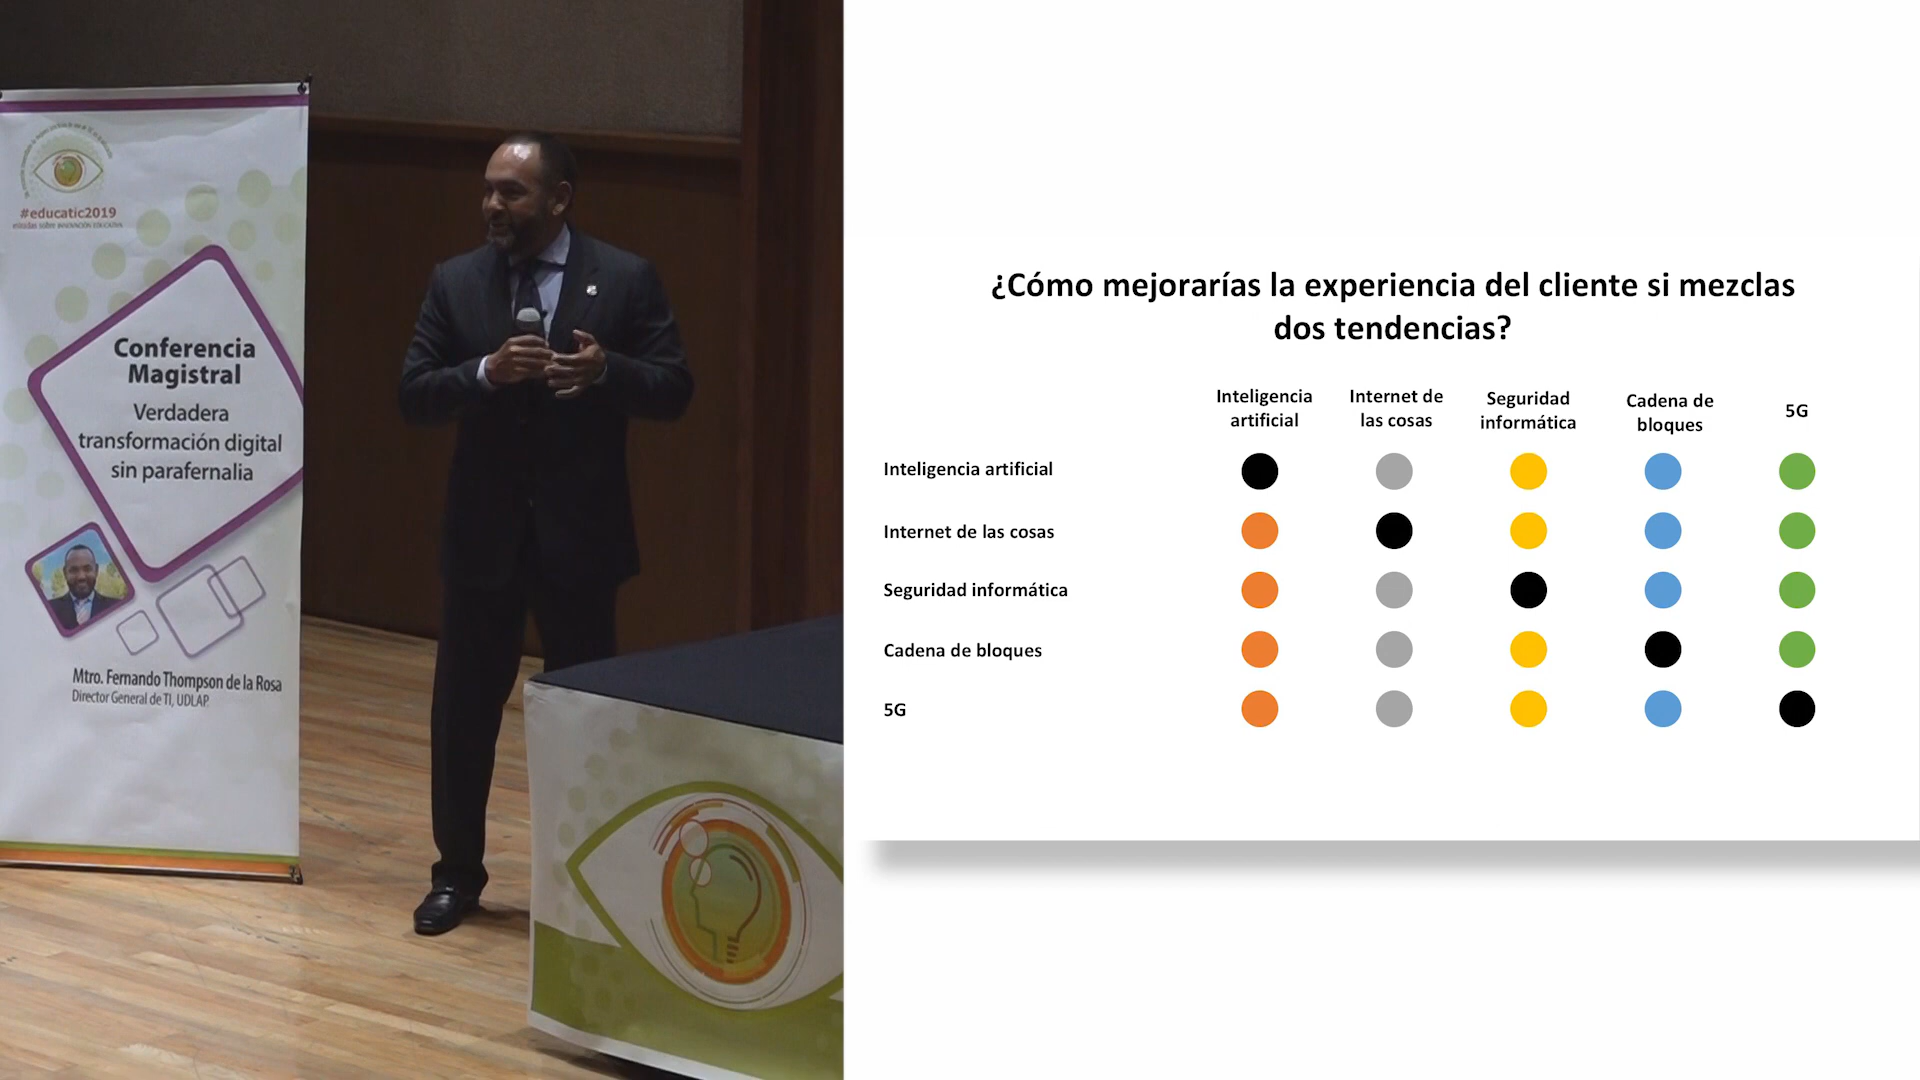 #educatic2019
Conferencia
Magistral
Verdadera
transformación digital
sin parafernalia
Mtro. Fernando Thompson de la Rosa
Director General de TI, UDLAP.
¿Cómo mejorarías la experiencia del cliente si mezclas
dos tendencias?
Inteligencia
artificial
Internet de
las cosas
Seguridad
informática
Cadena de
bloques
5G
Inteligencia artificial
Internet de las cosas
Seguridad informática
Cadena de bloques
5G